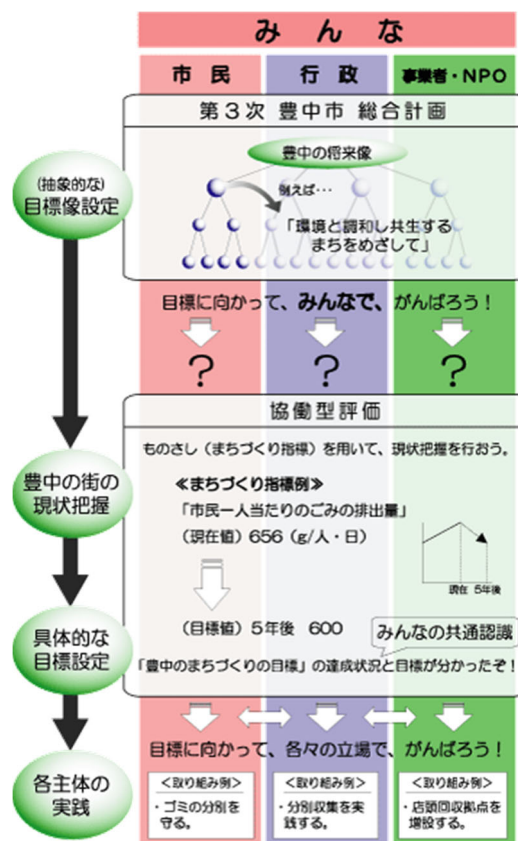 みんな
市民
行政
事業者・NPO
第3次 豊中市 総合計画
豊中の将来像
(抽象的な)
目標像設定
例えば…
「環境と調和し共生する
まちをめざして」
目標に向かって、みんなで、がんばろう！
？
？
？
協働型評価
ものさし（まちづくり指標）を用いて、現状把握を行おう。
豊中の街の
現状把握
≪まちづくり指標例≫
「市民一人当たりのごみの排出量」
（現在値）656（g/人・日）
現在 5年後
具体的な
目標設定
（目標値）5年後 600
みんなの共通認識
「豊中のまちづくりの目標」の達成状況と目標が分かったぞ！
目標に向かって、各々の立場で、がんばろう！
各主体の
実践
＜取り組み例＞
・ゴミの分別を
守る。
＜取り組み例＞
・分別収集を実
践する。
＜取り組み例＞
・店頭回収拠点を
増設する。